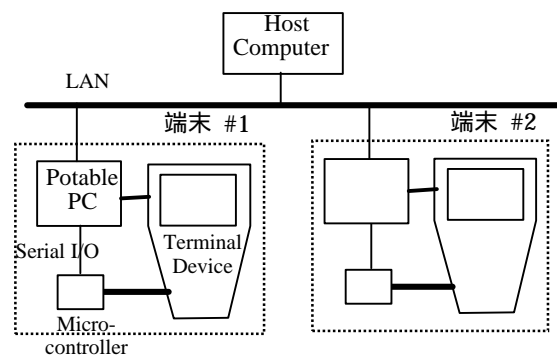 Host
Computer
LAN
端末 #1
端末 #2
Potable
PC
Serial I/O
Terminal
Device
Micro-
controller